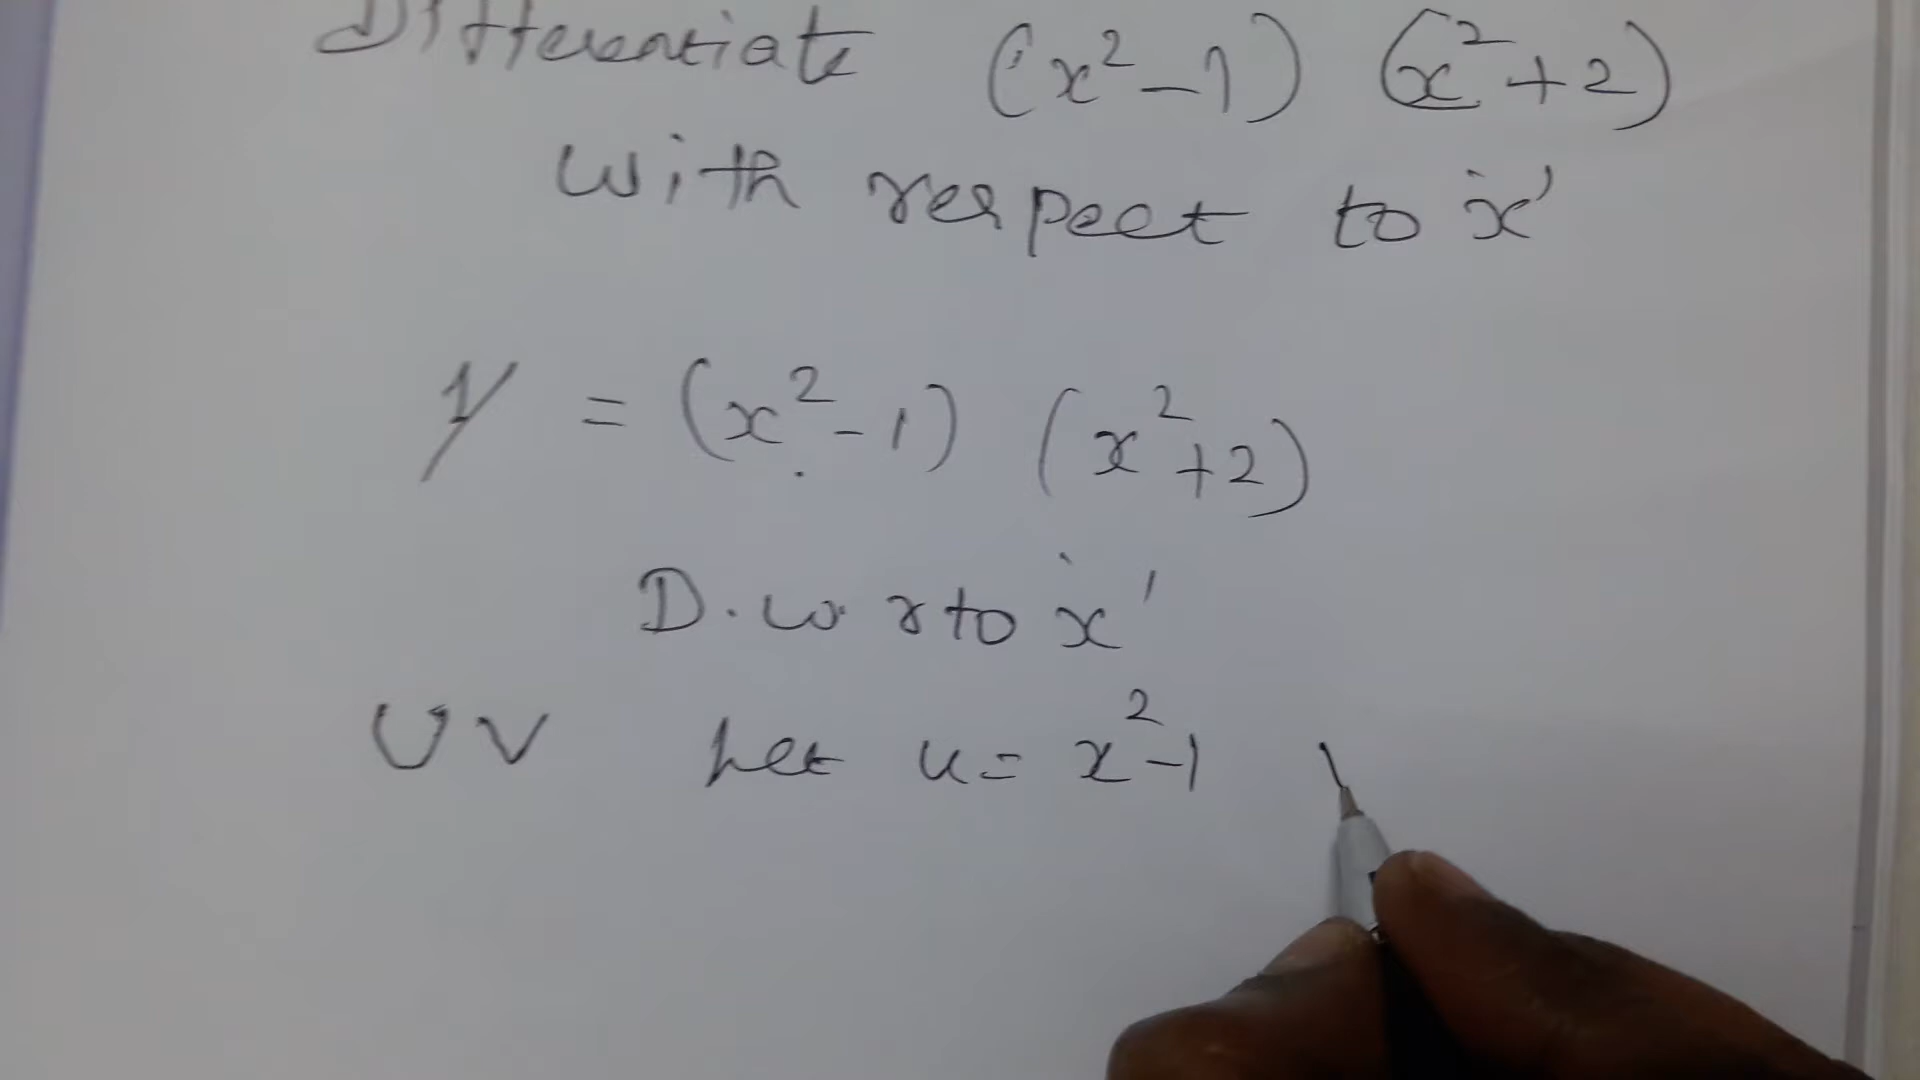 Differentiate (x²-1) (x²+2)
with respect to 'x'
y = (x²-1) (x²+2)
D.w r to 'x'
UV Let u= x²-1